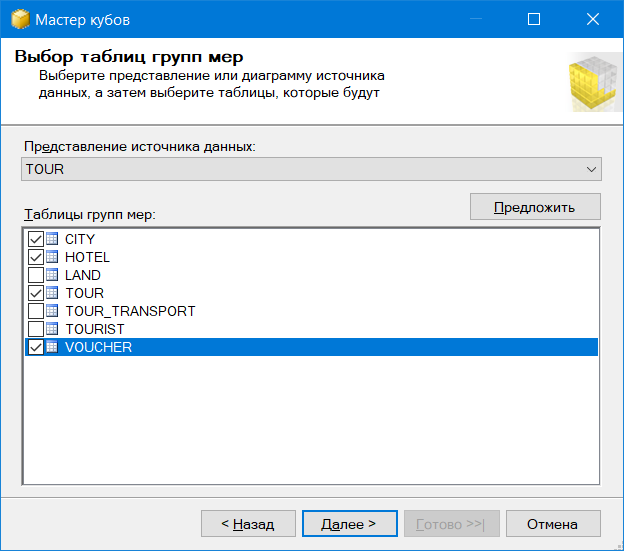 Мастер кубов
Выбор таблиц групп мер
Выберите представление или диаграмму источника
данных, а затем выберите таблицы, которые будут
Представление источника данных:
TOUR
Предложить
Таблицы групп мер:
CITY
HOTEL
LAND
TOUR
TOUR_TRANSPORT
TOURIST
VOUCHER
< Назад
Далее >
Готово >>|
Отмена